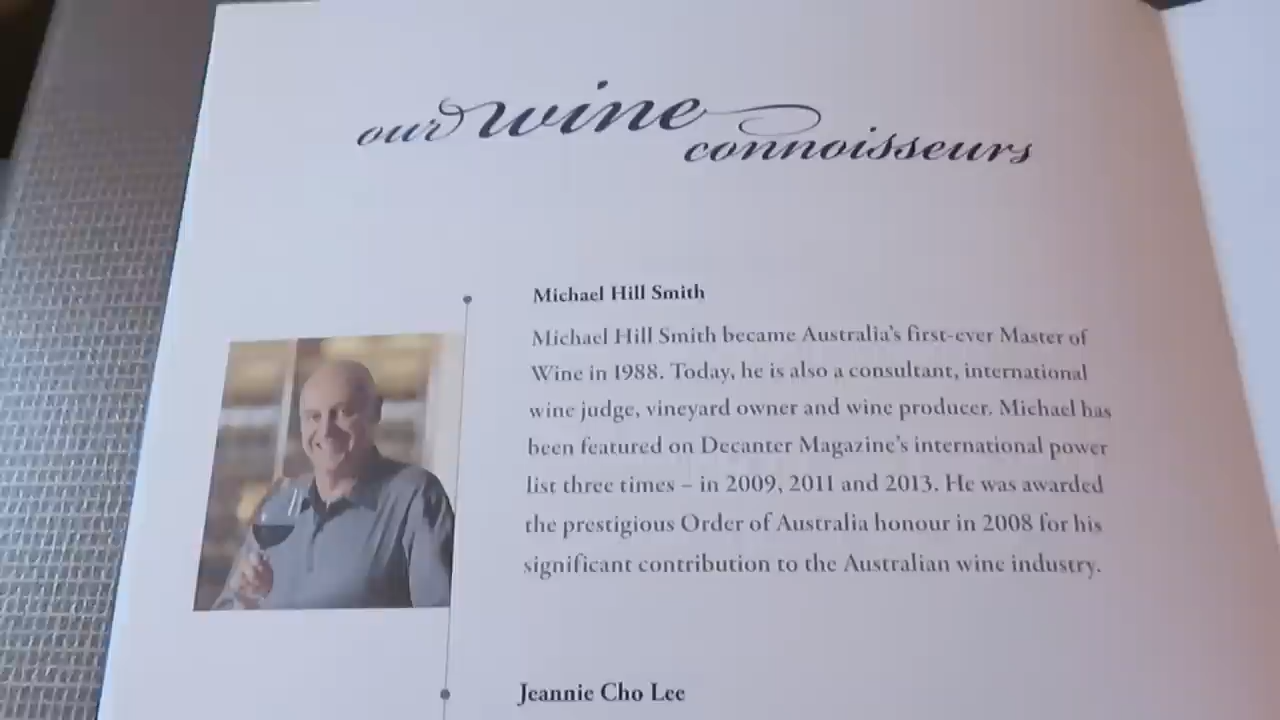 our wine
connoisseurs
Michael Hill Smith
Michael Hill Smith became Australia's first-ever Master of
Wine in 1988. Today, he is also a consultant, international
wine judge, vineyard owner and wine producer. Michael has
been featured on Decanter Magazine's international power
list three times – in 2009, 2011 and 2013. He was awarded
the prestigious Order of Australia honour in 2008 for his
significant contribution to the Australian wine industry.
Jeannie Cho Lee